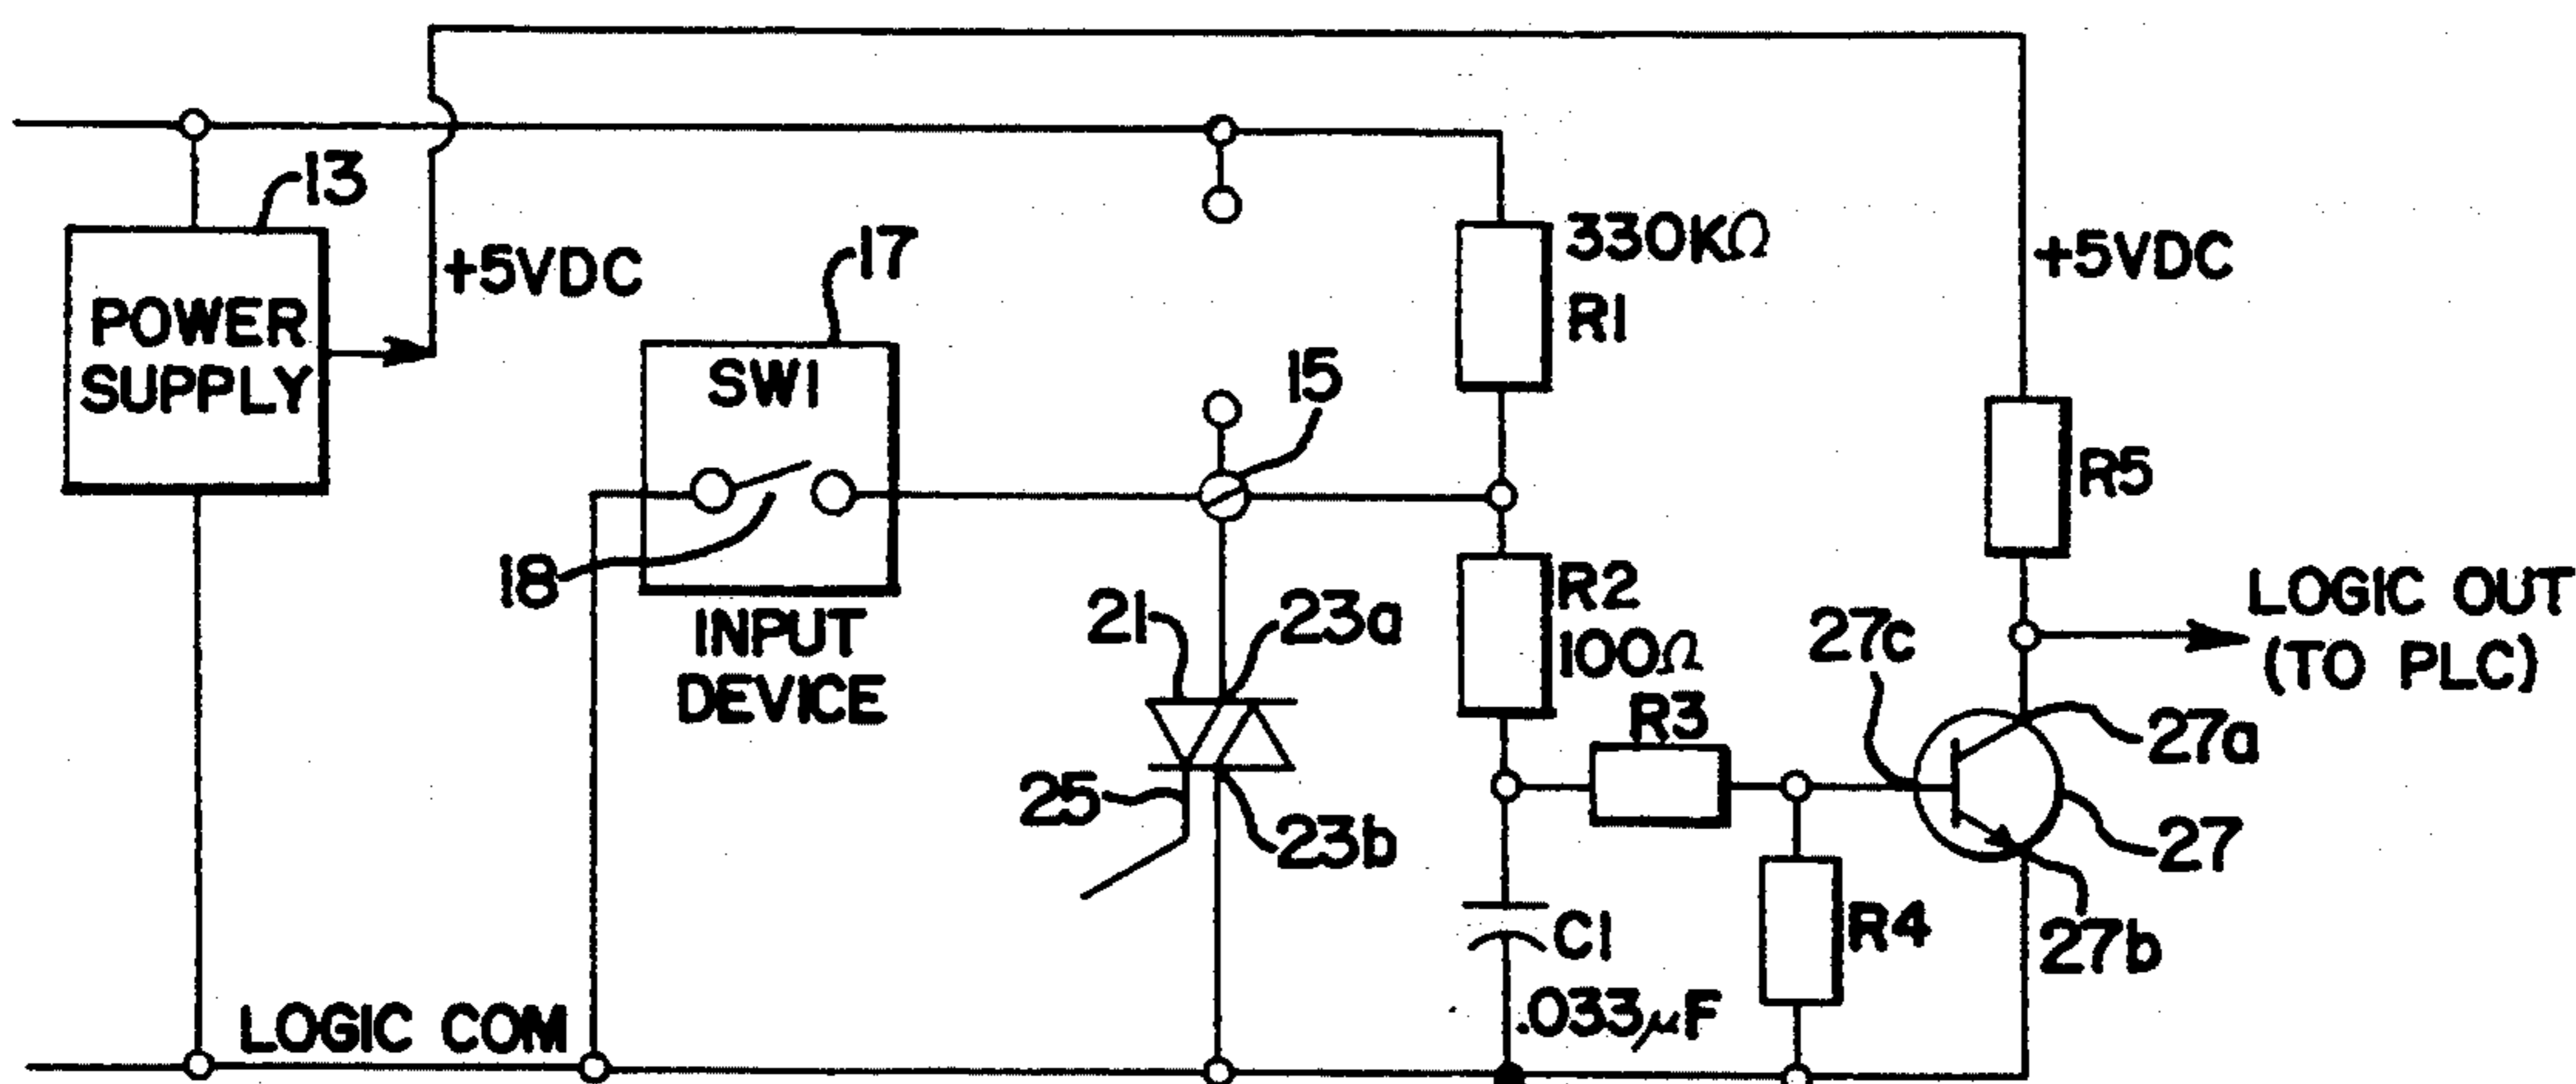 13
+5VDC
POWER
SUPPLY
17
SW1
18
INPUT
DEVICE
15
330KΩ
R1
+5VDC
R5
LOGIC OUT
(TO PLC)
21
23a
R2
100Ω
R3
27c
27a
25
23b
27
C1
.033μF
R4
27b
LOGIC COM